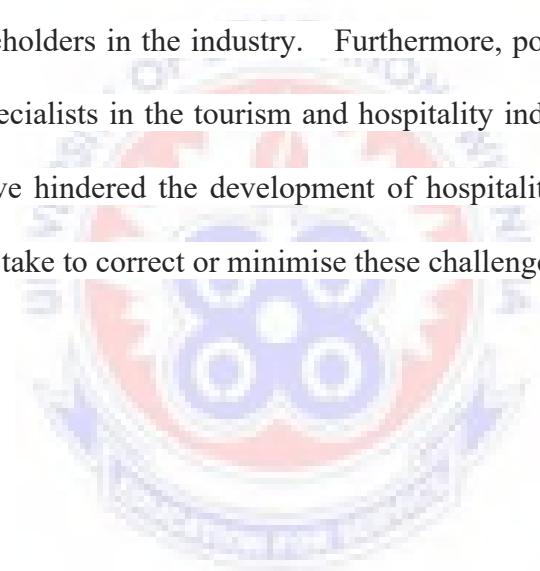 eholders in the industry. Furthermore, po
ecialists in the tourism and hospitality ind
ve hindered the development of hospitalit
take to correct or minimise these challenge